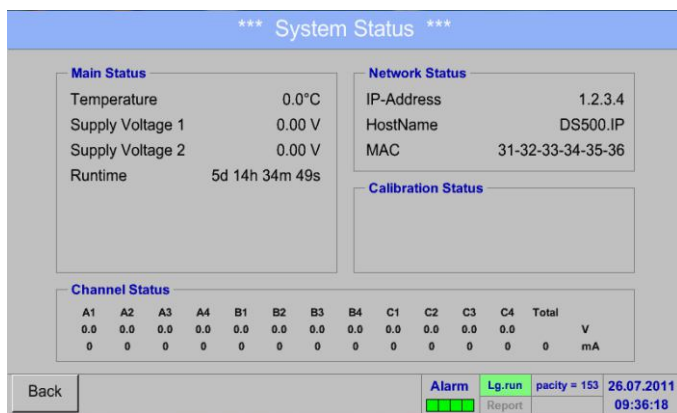 *** System Status ***
Main Status
Temperature 0.0°C
Supply Voltage 1 0.00 V
Supply Voltage 2 0.00 V
Runtime 5d 14h 34m 49s
Network Status
IP-Address 1.2.3.4
HostName DS500.IP
MAC 31-32-33-34-35-36
Calibration Status
Channel Status
A1 A2 A3 A4 B1 B2 B3 B4 C1 C2 C3 C4 Total
0.0 0.0 0.0 0.0 0.0 0.0 0.0 0.0 0.0 0.0 0.0 0.0 V
0 0 0 0 0 0 0 0 0 0 0 0 0 mA
Back
Alarm
Lg.run
Report
pacity = 153
26.07.2011
09:36:18